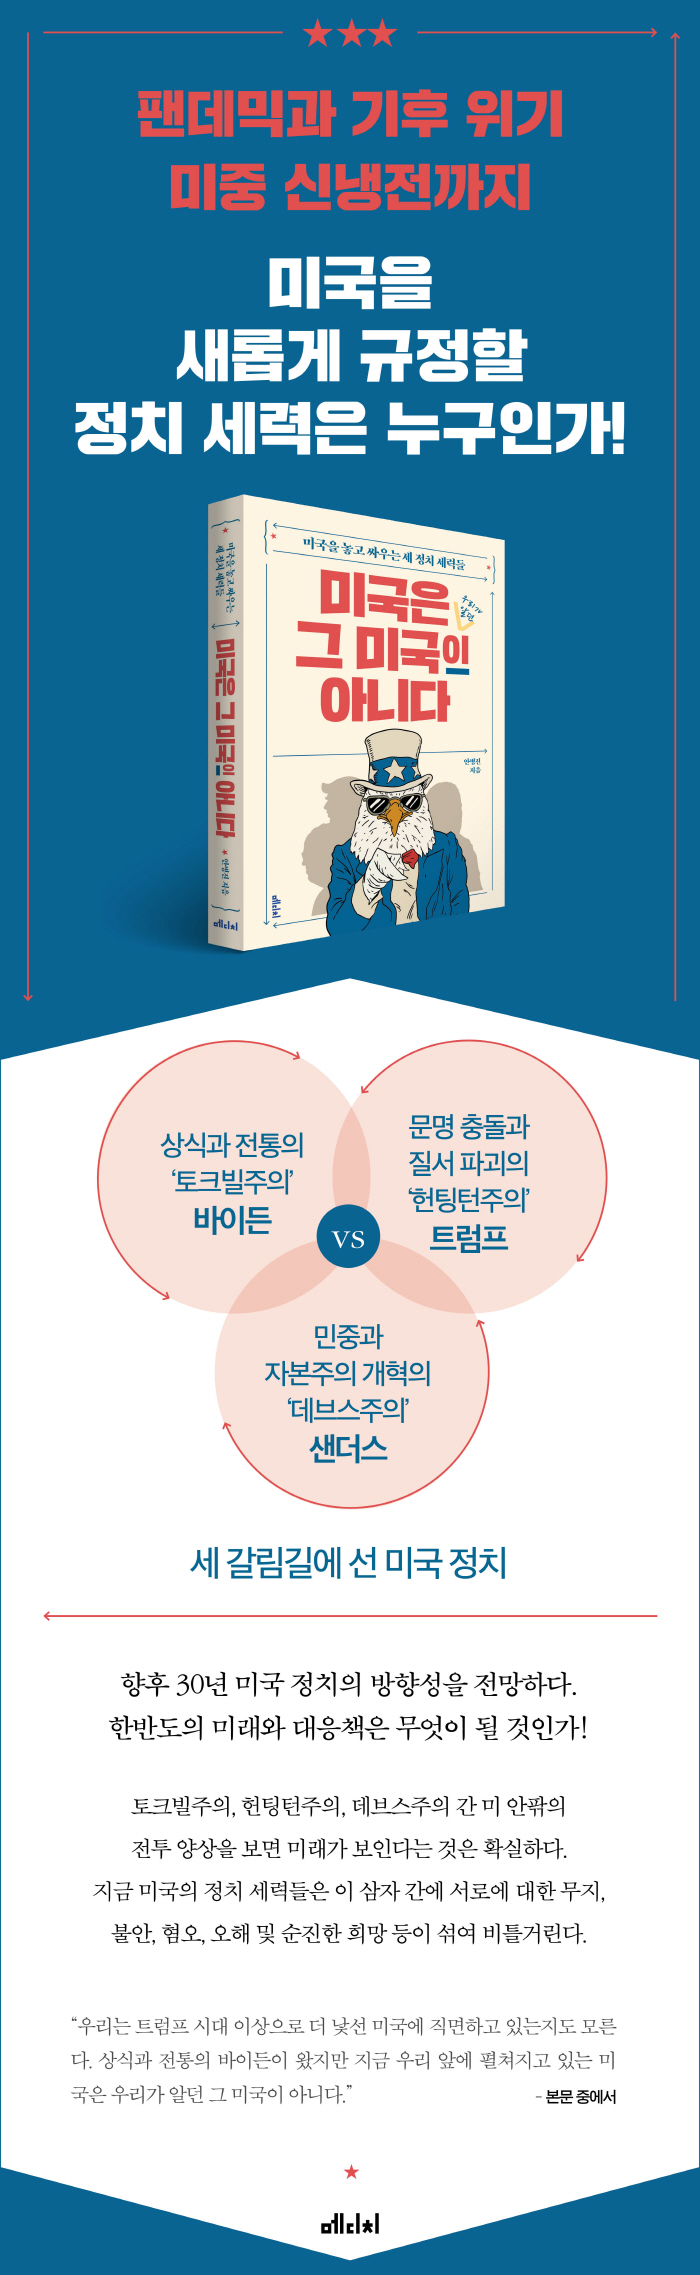 팬데믹과 기후 위기
미중 신냉전까지
미국을
새롭게 규정할
정치 세력은 누구인가!
미국을 놓고 싸우는
세 정치 세력들
미국은 그 미국이 아니다
안병진 지음
메디치
미국을 놓고 싸우는 세 정치 세력들
미국은
우리가
알던
그 미국이
아니다
안병진
지음
메디치
상식과 전통의
‘토크빌주의’
바이든
문명 충돌과
질서 파괴의
‘헌팅턴주의’
트럼프
VS
민중과
자본주의 개혁의
‘데브스주의’
샌더스
세 갈림길에 선 미국 정치
향후 30년 미국 정치의 방향성을 전망하다.
한반도의 미래와 대응책은 무엇이 될 것인가!
토크빌주의, 헌팅턴주의, 데브스주의 간 미 안팎의
전투 양상을 보면 미래가 보인다는 것은 확실하다.
지금 미국의 정치 세력들은 이 삼자 간에 서로에 대한 무지,
불안, 혐오, 오해 및 순진한 희망 등이 섞여 비틀거린다.
“우리는 트럼프 시대 이상으로 더 낯선 미국에 직면하고 있는지도 모른
다. 상식과 전통의 바이든이 왔지만 지금 우리 앞에 펼쳐지고 있는 미
국은 우리가 알던 그 미국이 아니다.”
- 본문 중에서
메디치